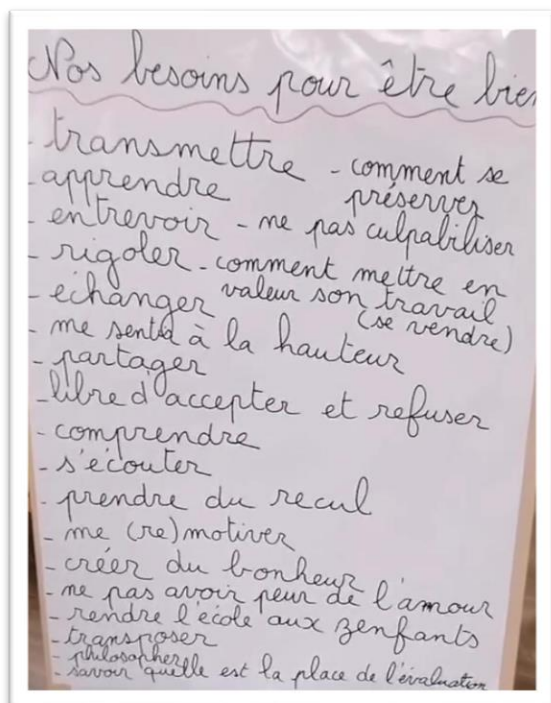 Nos besoins pour être bien
- transmettre - comment se
- apprendre préserver
- entrevoir - ne pas culpabiliser
- rigoler - comment mettre en
- échanger valeur son travail
(se vendre)
- me sentir à la hauteur
- partager
- libre d'accepter et refuser
- comprendre
- s'écouter
- prendre du recul
- me (re)motiver
- créer du bonheur
- ne pas avoir peur de l'amour
- rendre l'école aux zenfants
- transposer
- philosopher
- savoir quelle est la place de l'évaluation